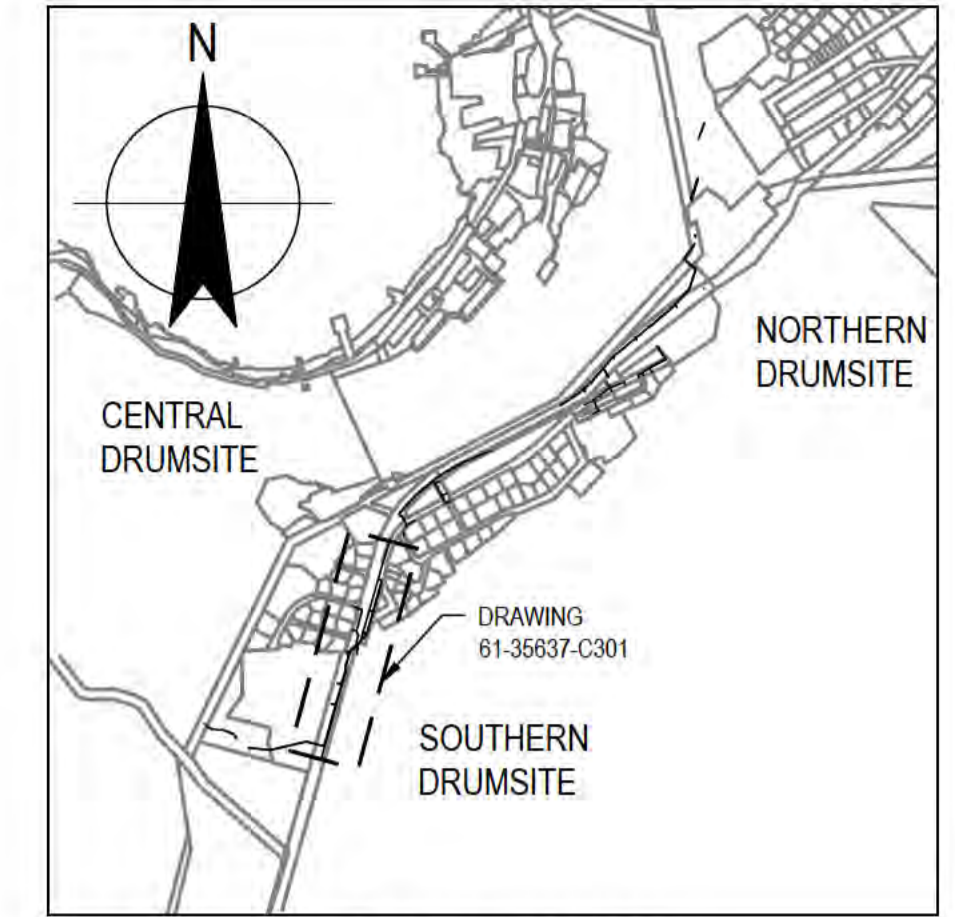 N
NORTHERN
DRUMSITE
CENTRAL
DRUMSITE
DRAWING
61-35637-C301
SOUTHERN
DRUMSITE